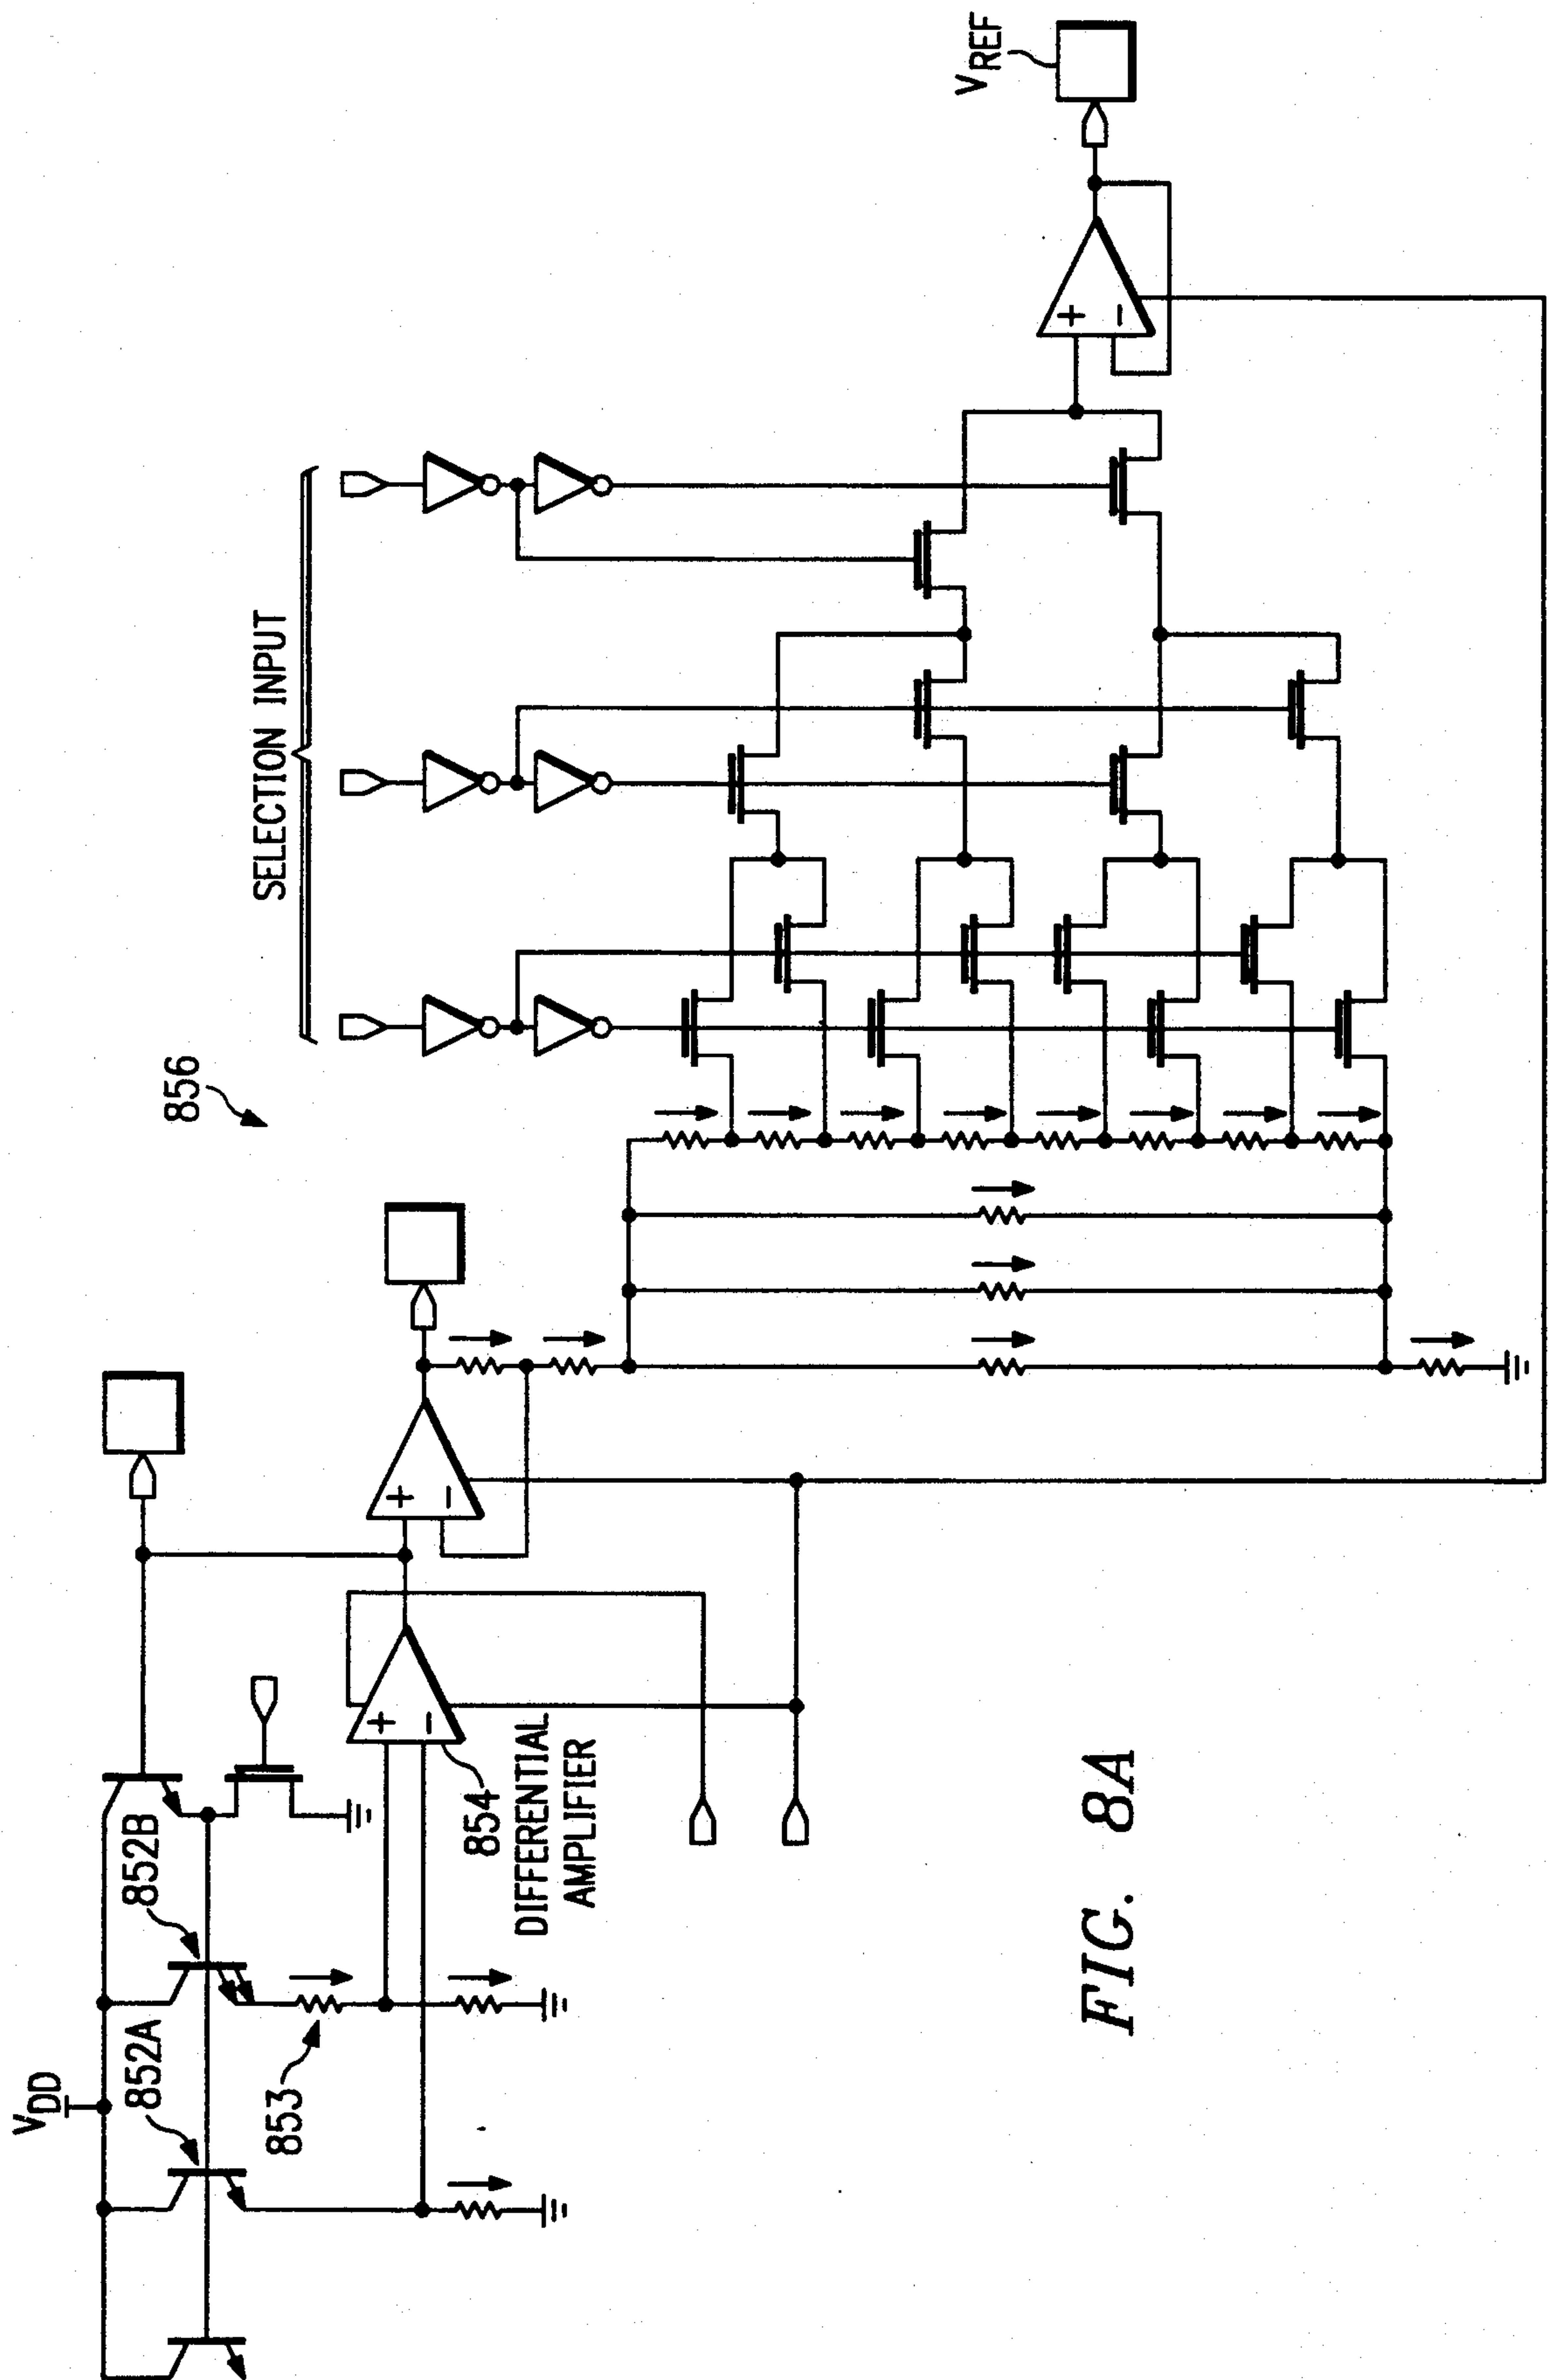 V_DD
852A
852B
853
854
DIFFERENTIAL
AMPLIFIER
+
−
+
−
856
SELECTION INPUT
+
−
V_REF
FIG. 8A